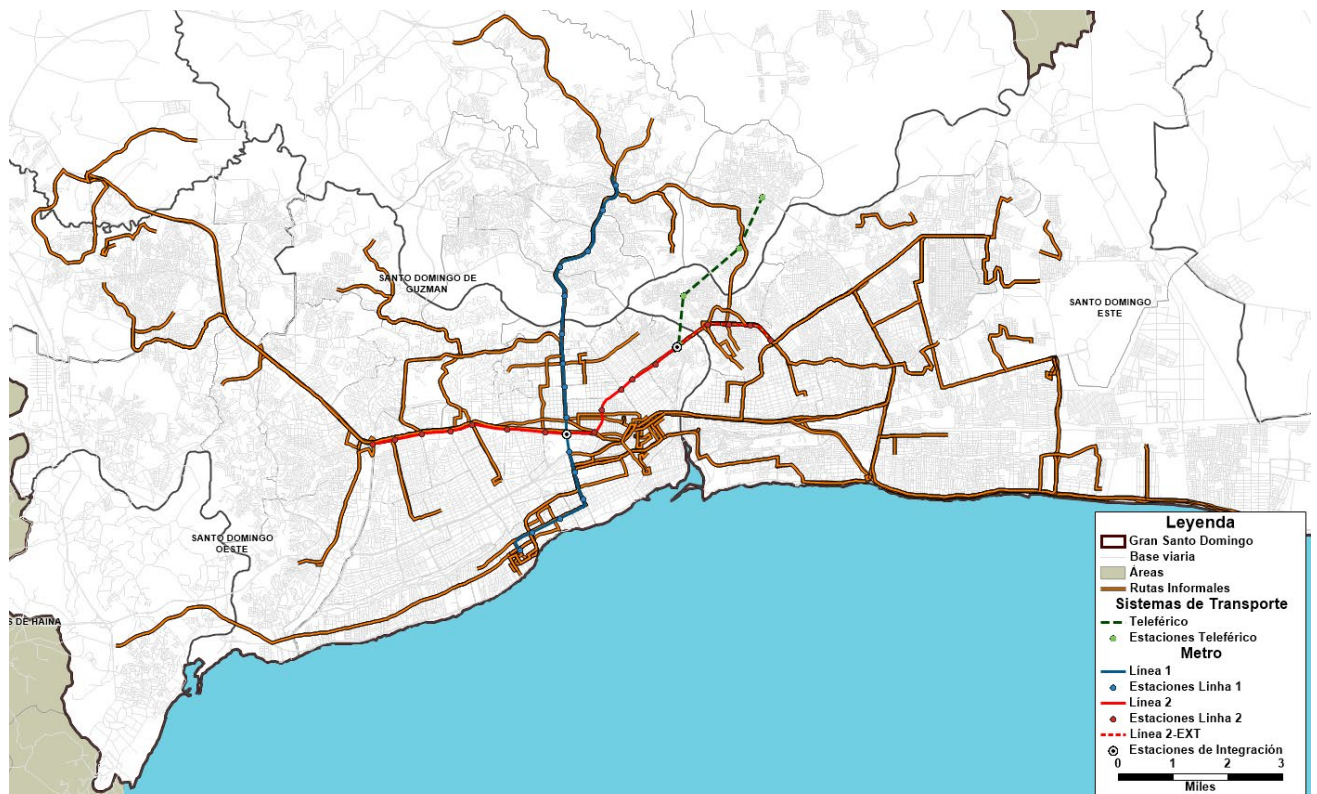 SANTO DOMINGO DE
GUZMAN
SANTO DOMINGO
ESTE
SANTO DOMINGO
OESTE
S DE HAINA
Leyenda
Gran Santo Domingo
Base viaria
Áreas
Rutas Informales
Sistemas de Transporte
Teleférico
Estaciones Teleférico
Metro
Línea 1
Estaciones Linha 1
Línea 2
Estaciones Linha 2
Línea 2-EXT
Estaciones de Integración
0 1 2 3
Miles